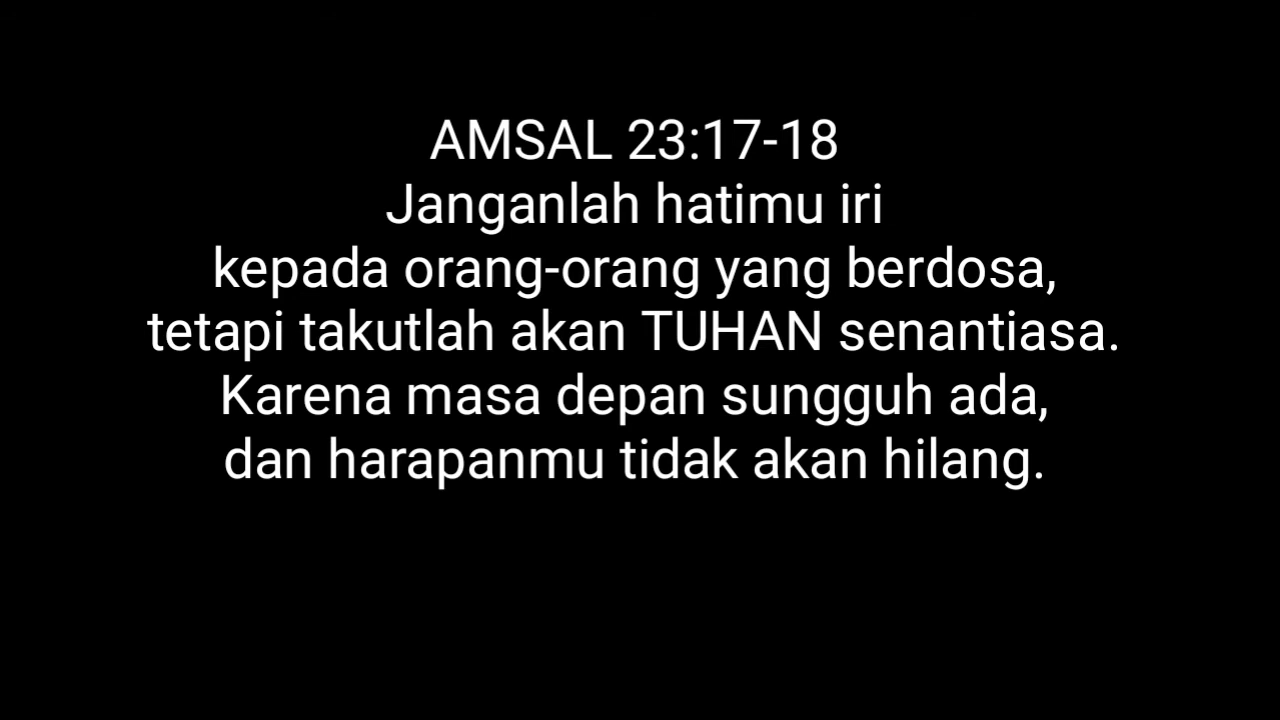 AMSAL 23:17-18
Janganlah hatimu iri
kepada orang-orang yang berdosa,
tetapi takutlah akan TUHAN senantiasa.
Karena masa depan sungguh ada,
dan harapanmu tidak akan hilang.